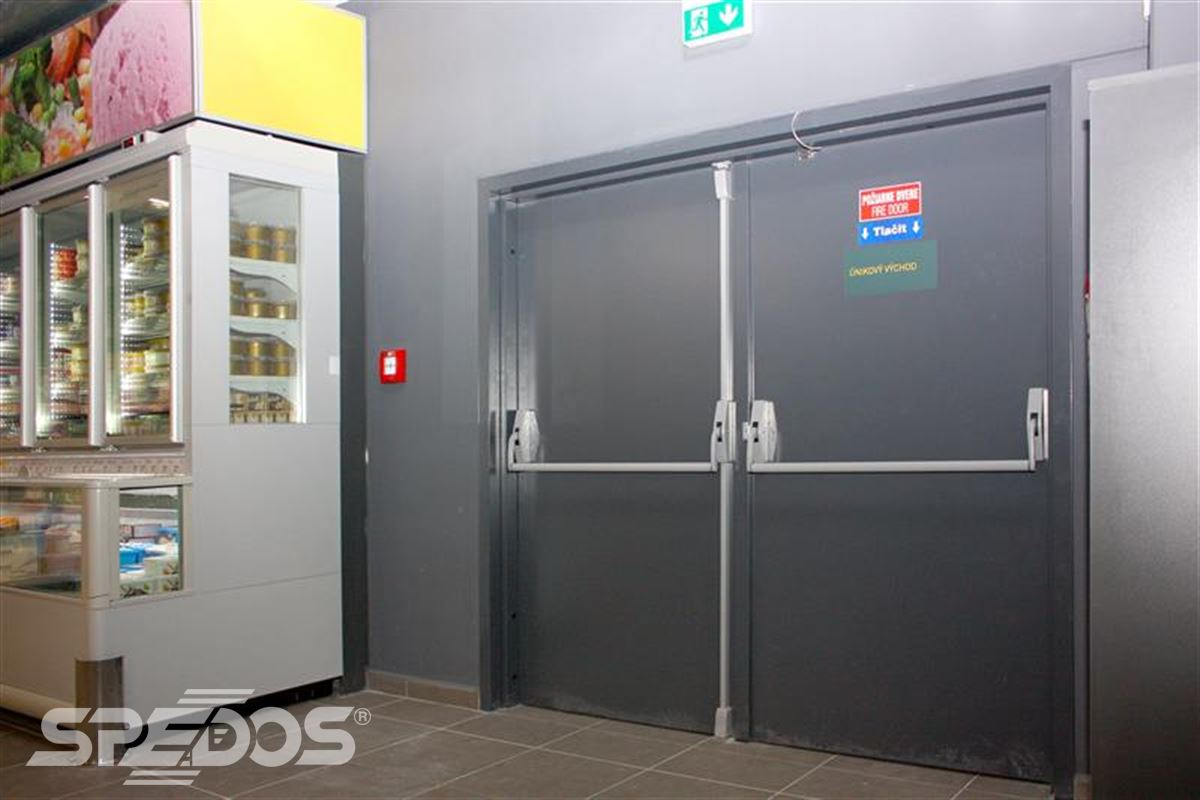 POŽIARNE DVERE
FIRE DOOR
Tlačiť
ÚNIKOVÝ VÝCHOD
SPEDOS®